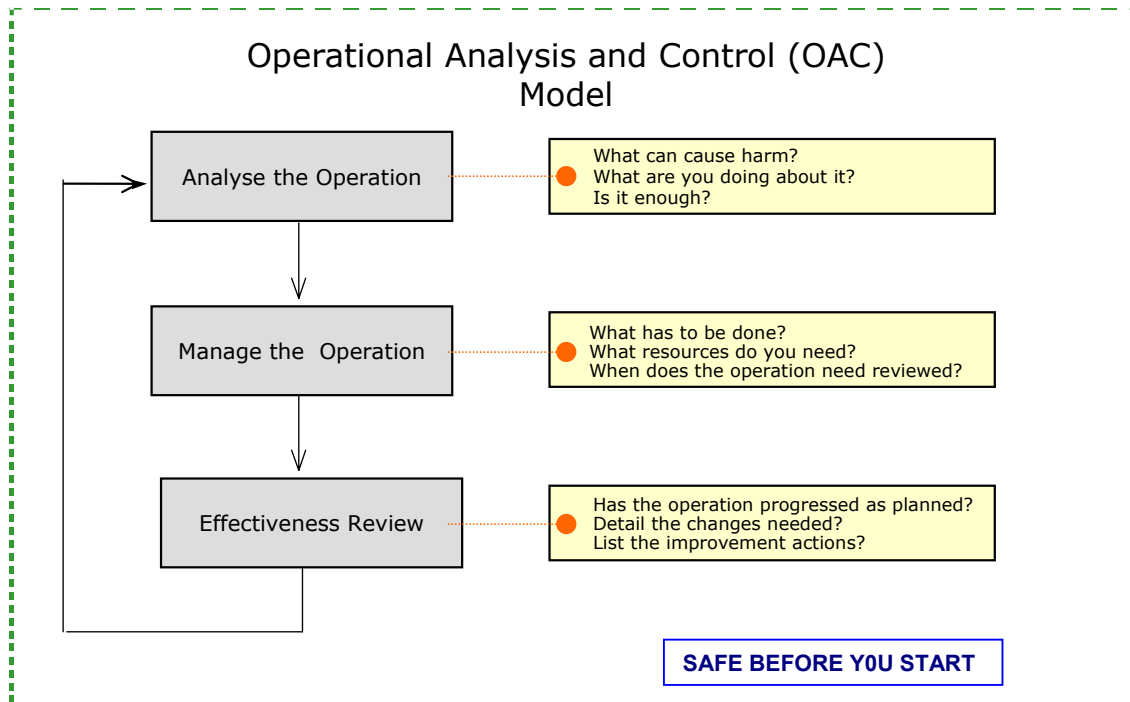 Operational Analysis and Control (OAC)
Model
Analyse the Operation
What can cause harm?
What are you doing about it?
Is it enough?
Manage the  Operation
What has to be done?
What resources do you need?
When does the operation need reviewed?
Effectiveness Review
Has the operation progressed as planned?
Detail the changes needed?
List the improvement actions?
SAFE BEFORE Y0U START